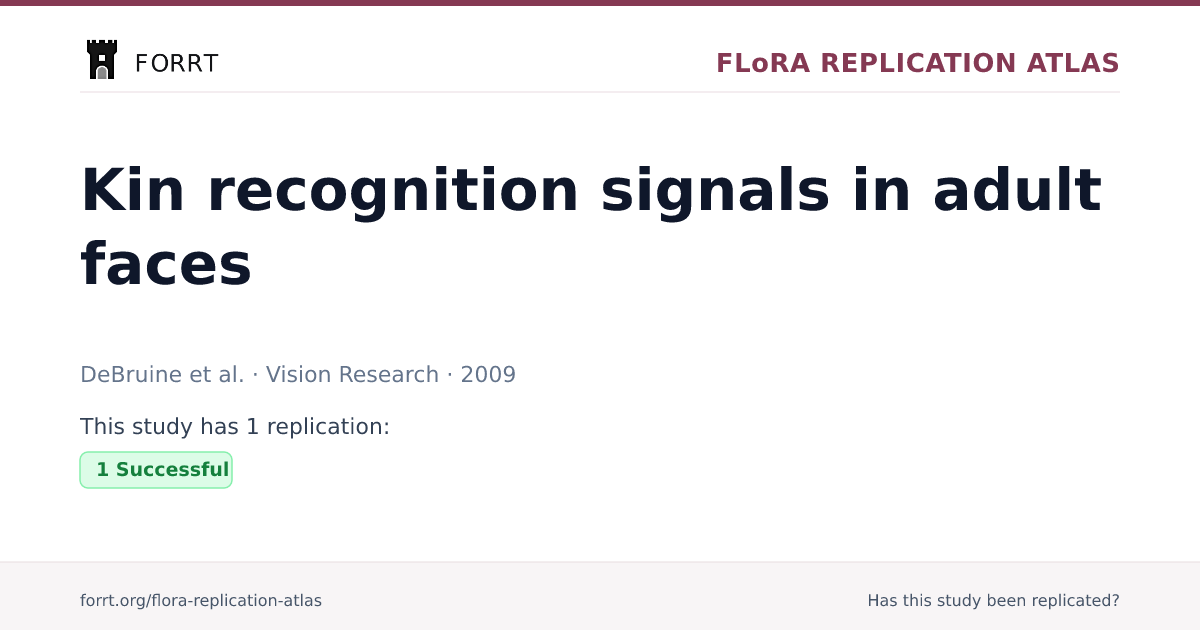 FORRT
FLoRA REPLICATION ATLAS
Kin recognition signals in adult
faces
DeBruine et al. · Vision Research · 2009
This study has 1 replication:
1 Successful
forrt.org/flora-replication-atlas
Has this study been replicated?